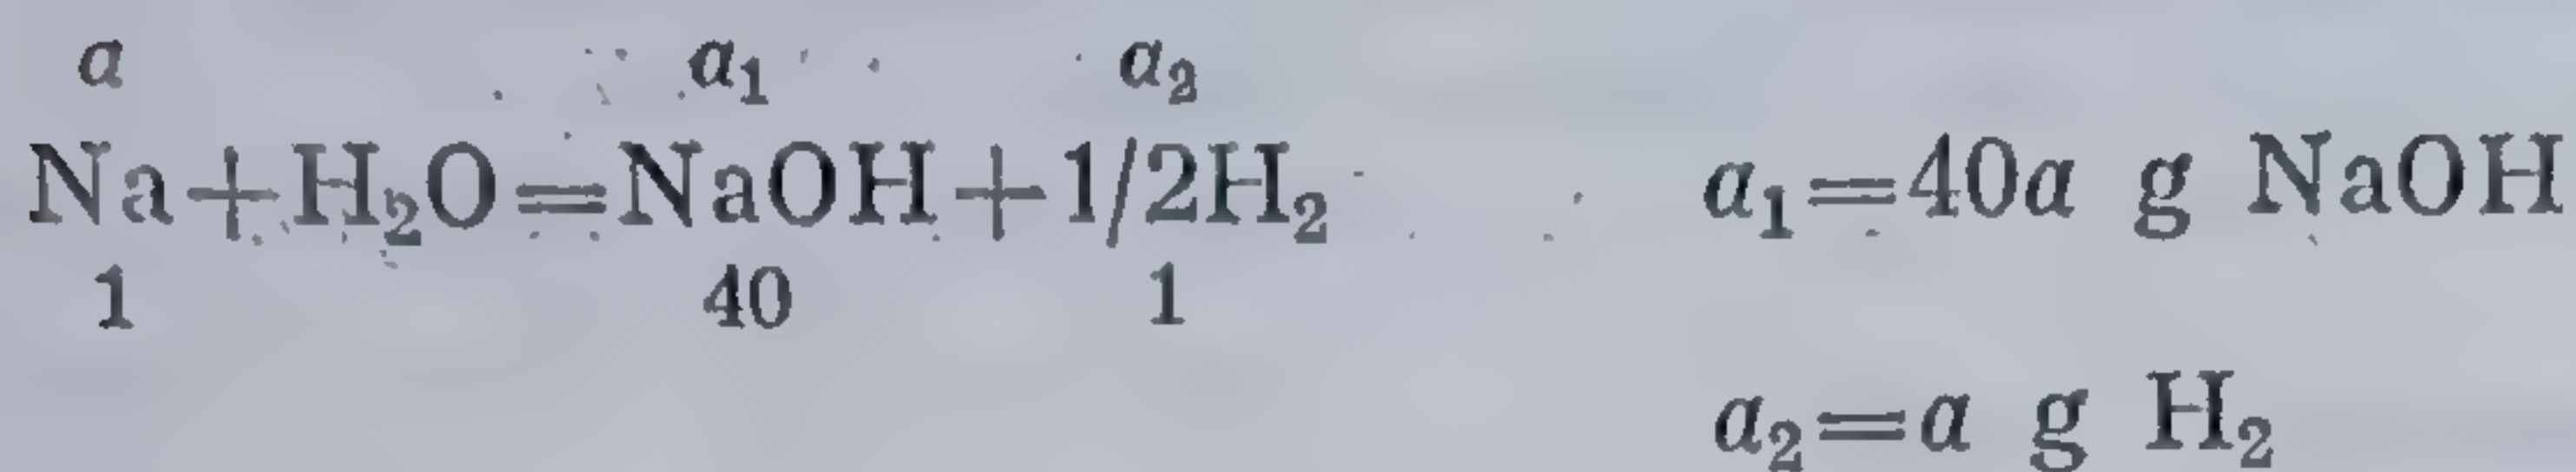 a a₁ a₂
Na+H₂O=NaOH+1/2H₂ a₁=40a g NaOH
1 40 1
a₂=a g H₂